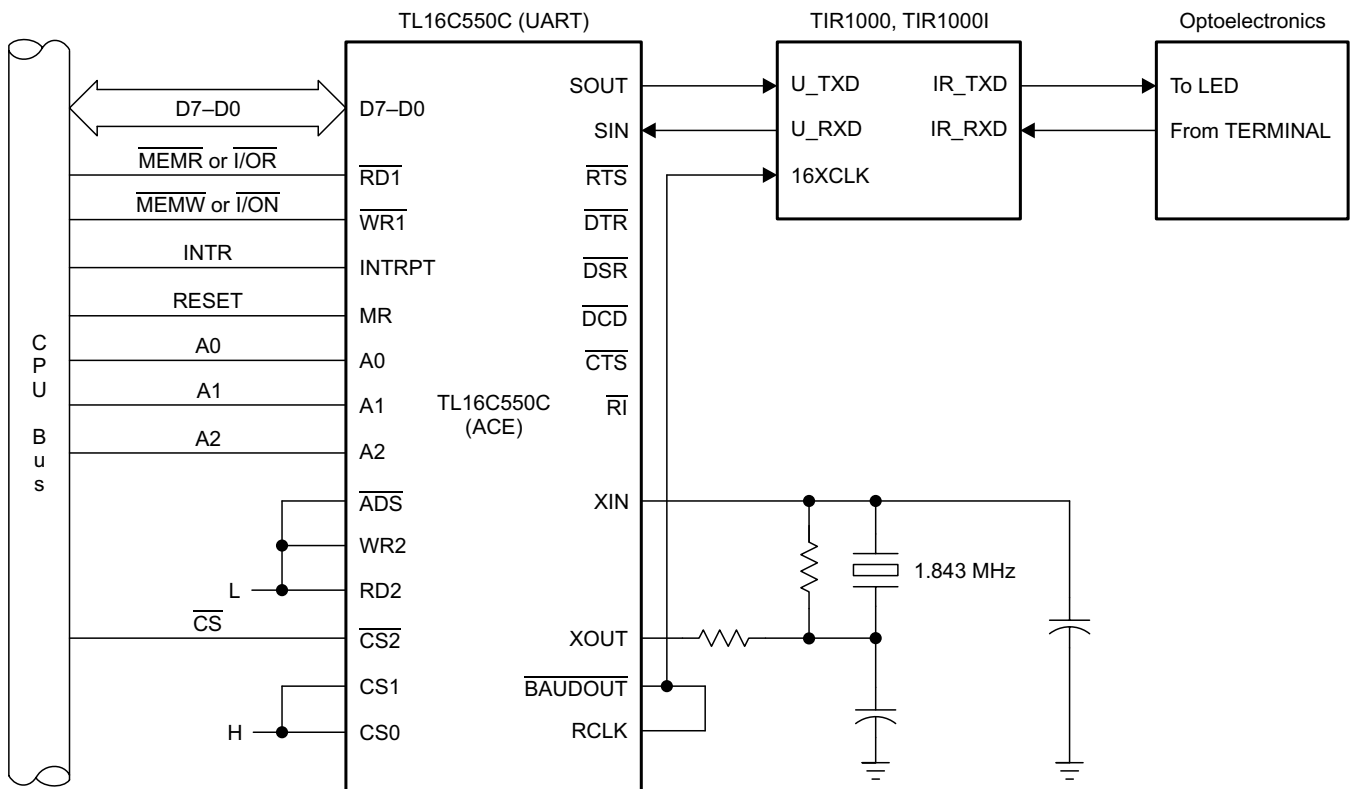 TL16C550C (UART)
TIR1000, TIR1000I
Optoelectronics
CPU Bus
D7–D0
MEMR or I/OR
MEMW or I/ON
INTR
RESET
A0
A1
A2
L
CS
H
D7–D0
RD1
WR1
INTRPT
MR
A0
A1
A2
ADS
WR2
RD2
CS2
CS1
CS0
TL16C550C
(ACE)
SOUT
SIN
RTS
DTR
DSR
DCD
CTS
RI
XIN
XOUT
BAUDOUT
RCLK
U_TXD
U_RXD
16XCLK
IR_TXD
IR_RXD
To LED
From TERMINAL
1.843 MHz